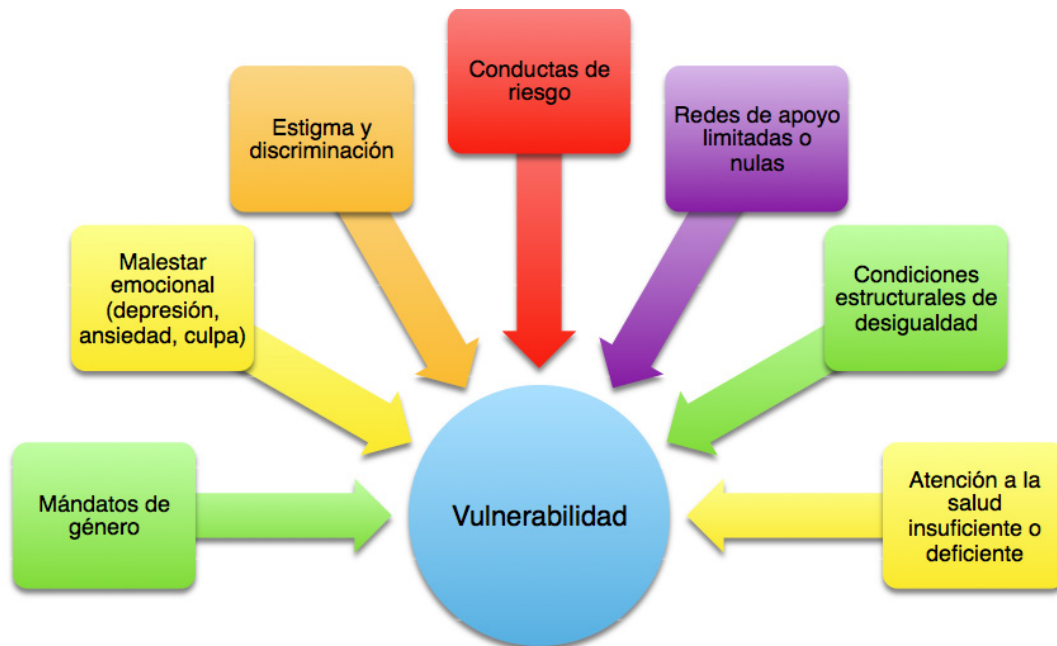 Conductas de
riesgo
Estigma y
discriminación
Redes de apoyo
limitadas o
nulas
Malestar
emocional
(depresión,
ansiedad, culpa)
Condiciones
estructurales de
desigualdad
Mándatos de
género
Vulnerabilidad
Atención a la
salud
insuficiente o
deficiente